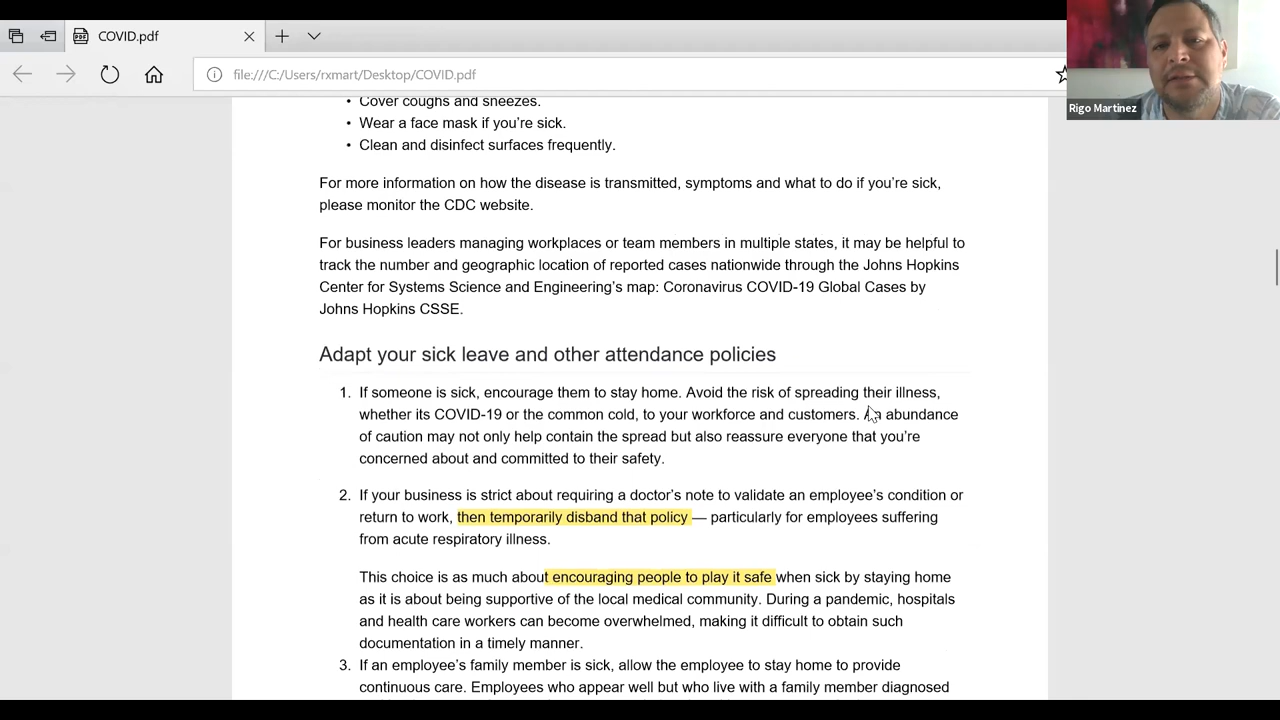 COVID.pdf
file:///C:/Users/rxmart/Desktop/COVID.pdf
Rigo Martinez
• Cover coughs and sneezes.
• Wear a face mask if you're sick.
• Clean and disinfect surfaces frequently.
For more information on how the disease is transmitted, symptoms and what to do if you're sick,
please monitor the CDC website.
For business leaders managing workplaces or team members in multiple states, it may be helpful to
track the number and geographic location of reported cases nationwide through the Johns Hopkins
Center for Systems Science and Engineering's map: Coronavirus COVID-19 Global Cases by
Johns Hopkins CSSE.
Adapt your sick leave and other attendance policies
1. If someone is sick, encourage them to stay home. Avoid the risk of spreading their illness,
whether its COVID-19 or the common cold, to your workforce and customers. An abundance
of caution may not only help contain the spread but also reassure everyone that you're
concerned about and committed to their safety.
2. If your business is strict about requiring a doctor's note to validate an employee's condition or
return to work, then temporarily disband that policy — particularly for employees suffering
from acute respiratory illness.
This choice is as much about encouraging people to play it safe when sick by staying home
as it is about being supportive of the local medical community. During a pandemic, hospitals
and health care workers can become overwhelmed, making it difficult to obtain such
documentation in a timely manner.
3. If an employee's family member is sick, allow the employee to stay home to provide
continuous care. Employees who appear well but who live with a family member diagnosed